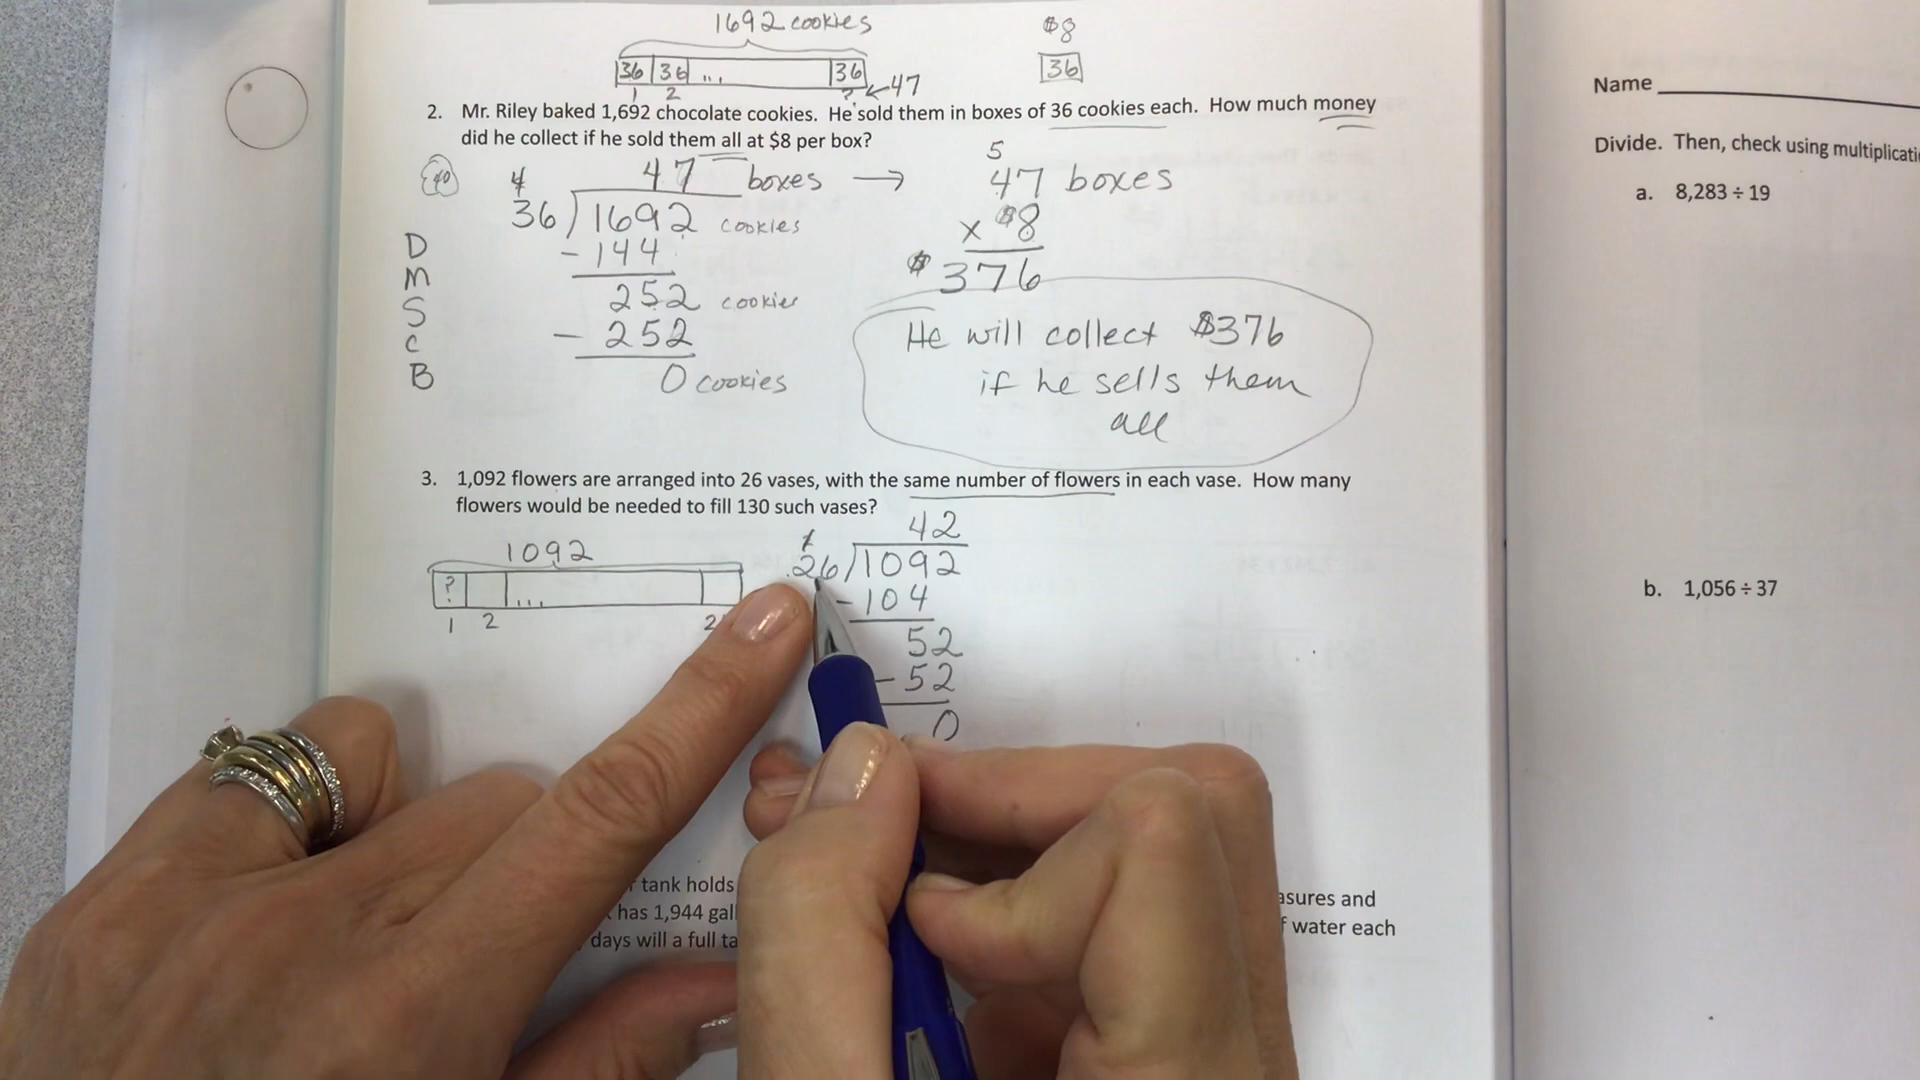 1692 cookies
$8
36 36 ... 36
36
1 2 ? ←47
2. Mr. Riley baked 1,692 chocolate cookies. He sold them in boxes of 36 cookies each. How much money
did he collect if he sold them all at $8 per box?
40
4
47 boxes →
36 1692 cookies
- 144
252 cookies
- 252
0 cookies
D
M
S
C
B
5
47 boxes
x $8
$376
He will collect $376
if he sells them
all
3. 1,092 flowers are arranged into 26 vases, with the same number of flowers in each vase. How many
flowers would be needed to fill 130 such vases?
1092
? ...
1 2 2
1
42
26 1092
-104
52
-52
0
tank holds
has 1,944 gal
days will a full ta
asures and
f water each
Name
Divide. Then, check using multiplicati
a. 8,283 ÷ 19
b. 1,056 ÷ 37